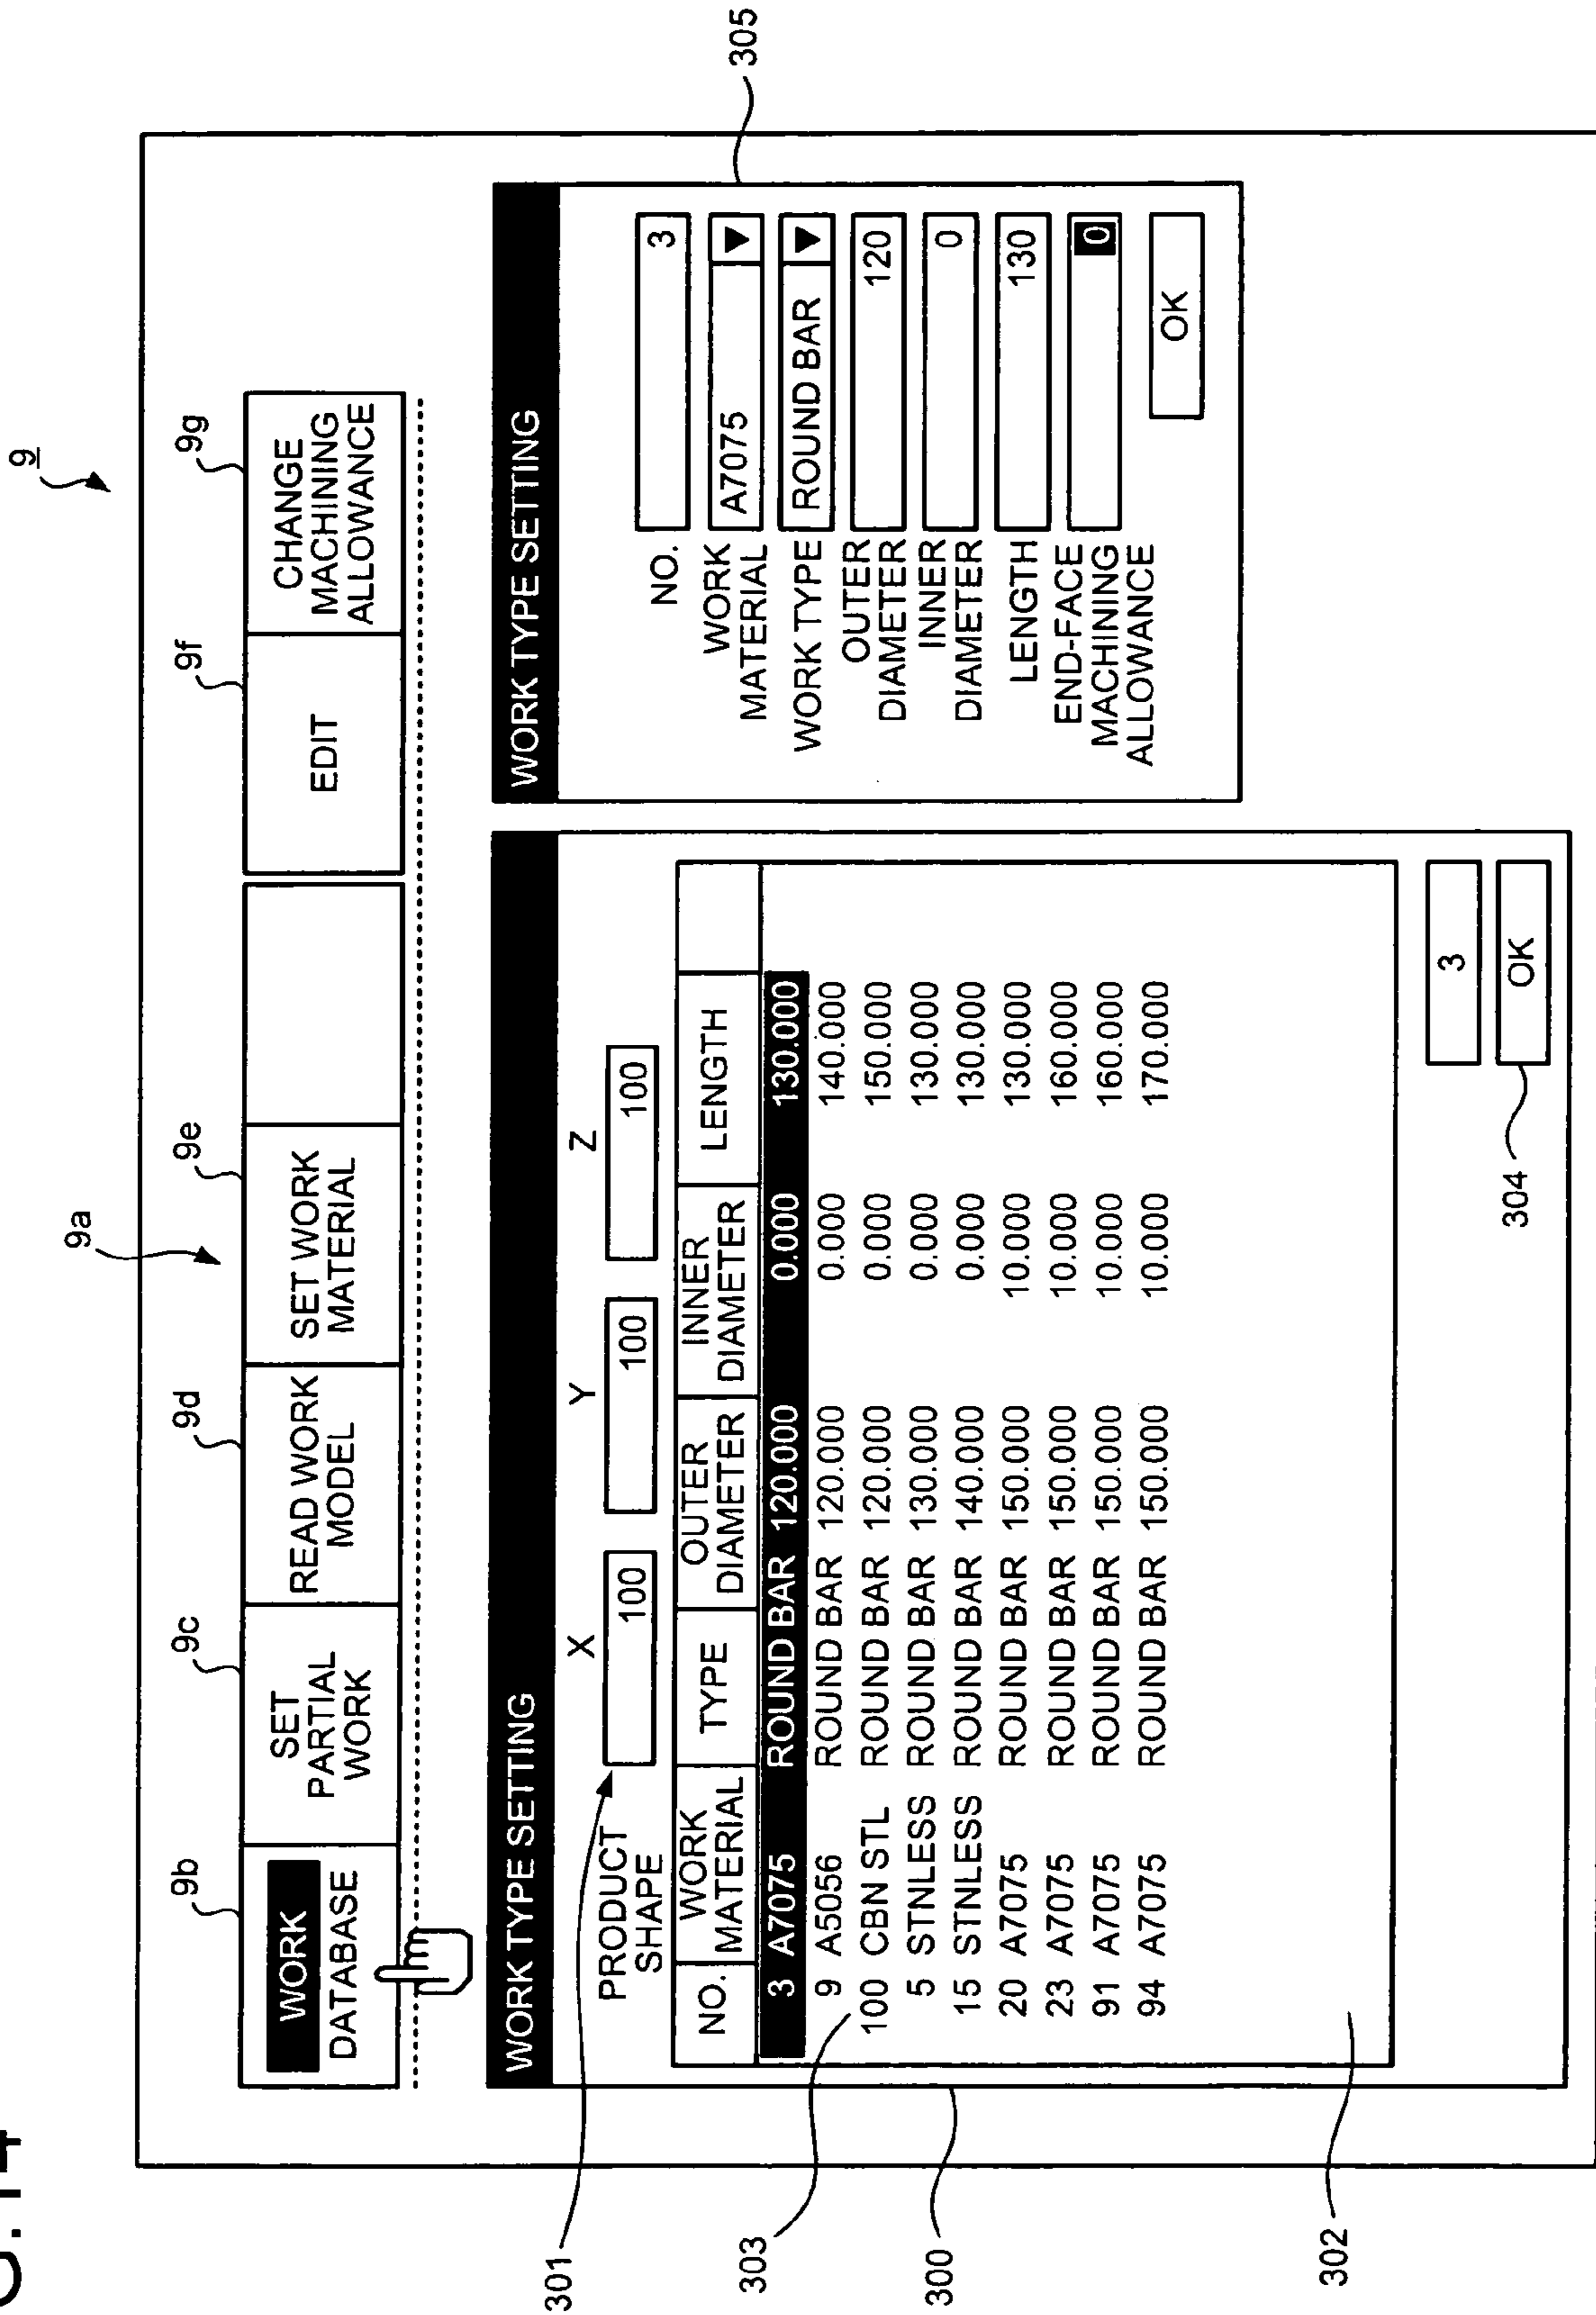 9
9a
9b
9c
9d
9e
9f
9g
WORK
DATABASE
SET
PARTIAL
WORK
READ WORK
MODEL
SET WORK
MATERIAL
EDIT
CHANGE
MACHINING
ALLOWANCE
WORK TYPE SETTING
PRODUCT
SHAPE
X Y Z
100 100 100
NO. WORK MATERIAL TYPE OUTER DIAMETER INNER DIAMETER LENGTH
3 A7075 ROUND BAR 120.000 0.000 130.000
9 A5056 ROUND BAR 120.000 0.000 140.000
100 CBN STL ROUND BAR 120.000 0.000 150.000
5 STNLESS ROUND BAR 130.000 0.000 130.000
15 STNLESS ROUND BAR 140.000 0.000 130.000
20 A7075 ROUND BAR 150.000 10.000 130.000
23 A7075 ROUND BAR 150.000 10.000 160.000
91 A7075 ROUND BAR 150.000 10.000 160.000
94 A7075 ROUND BAR 150.000 10.000 170.000
3
OK
WORK TYPE SETTING
NO. 3
WORK
MATERIAL A7075 ▼
WORK TYPE ROUND BAR ▼
OUTER
DIAMETER 120
INNER
DIAMETER 0
LENGTH 130
END-FACE
MACHINING
ALLOWANCE 0
OK
301
303
300
302
304
305